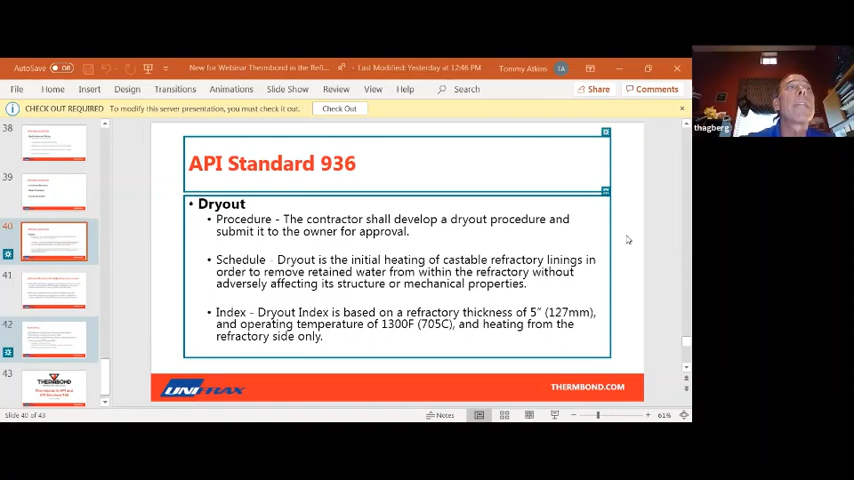 AutoSave Off New for Webinar Thermbond in the Refi... - Last Modified: Yesterday at 12:46 PM Tommy Atkins TA
File Home Insert Design Transitions Animations Slide Show Review View Help Search Share Comments
CHECK OUT REQUIRED To modify this server presentation, you must check it out. Check Out
thagberg
38
39
40
41
42
43
API Standard 936
• Dryout
• Procedure - The contractor shall develop a dryout procedure and
submit it to the owner for approval.
• Schedule - Dryout is the initial heating of castable refractory linings in
order to remove retained water from within the refractory without
adversely affecting its structure or mechanical properties.
• Index - Dryout Index is based on a refractory thickness of 5" (127mm),
and operating temperature of 1300F (705C), and heating from the
refractory side only.
UNIFRAX
THERMBOND.COM
THERMBOND
Slide 40 of 43 Notes 61%